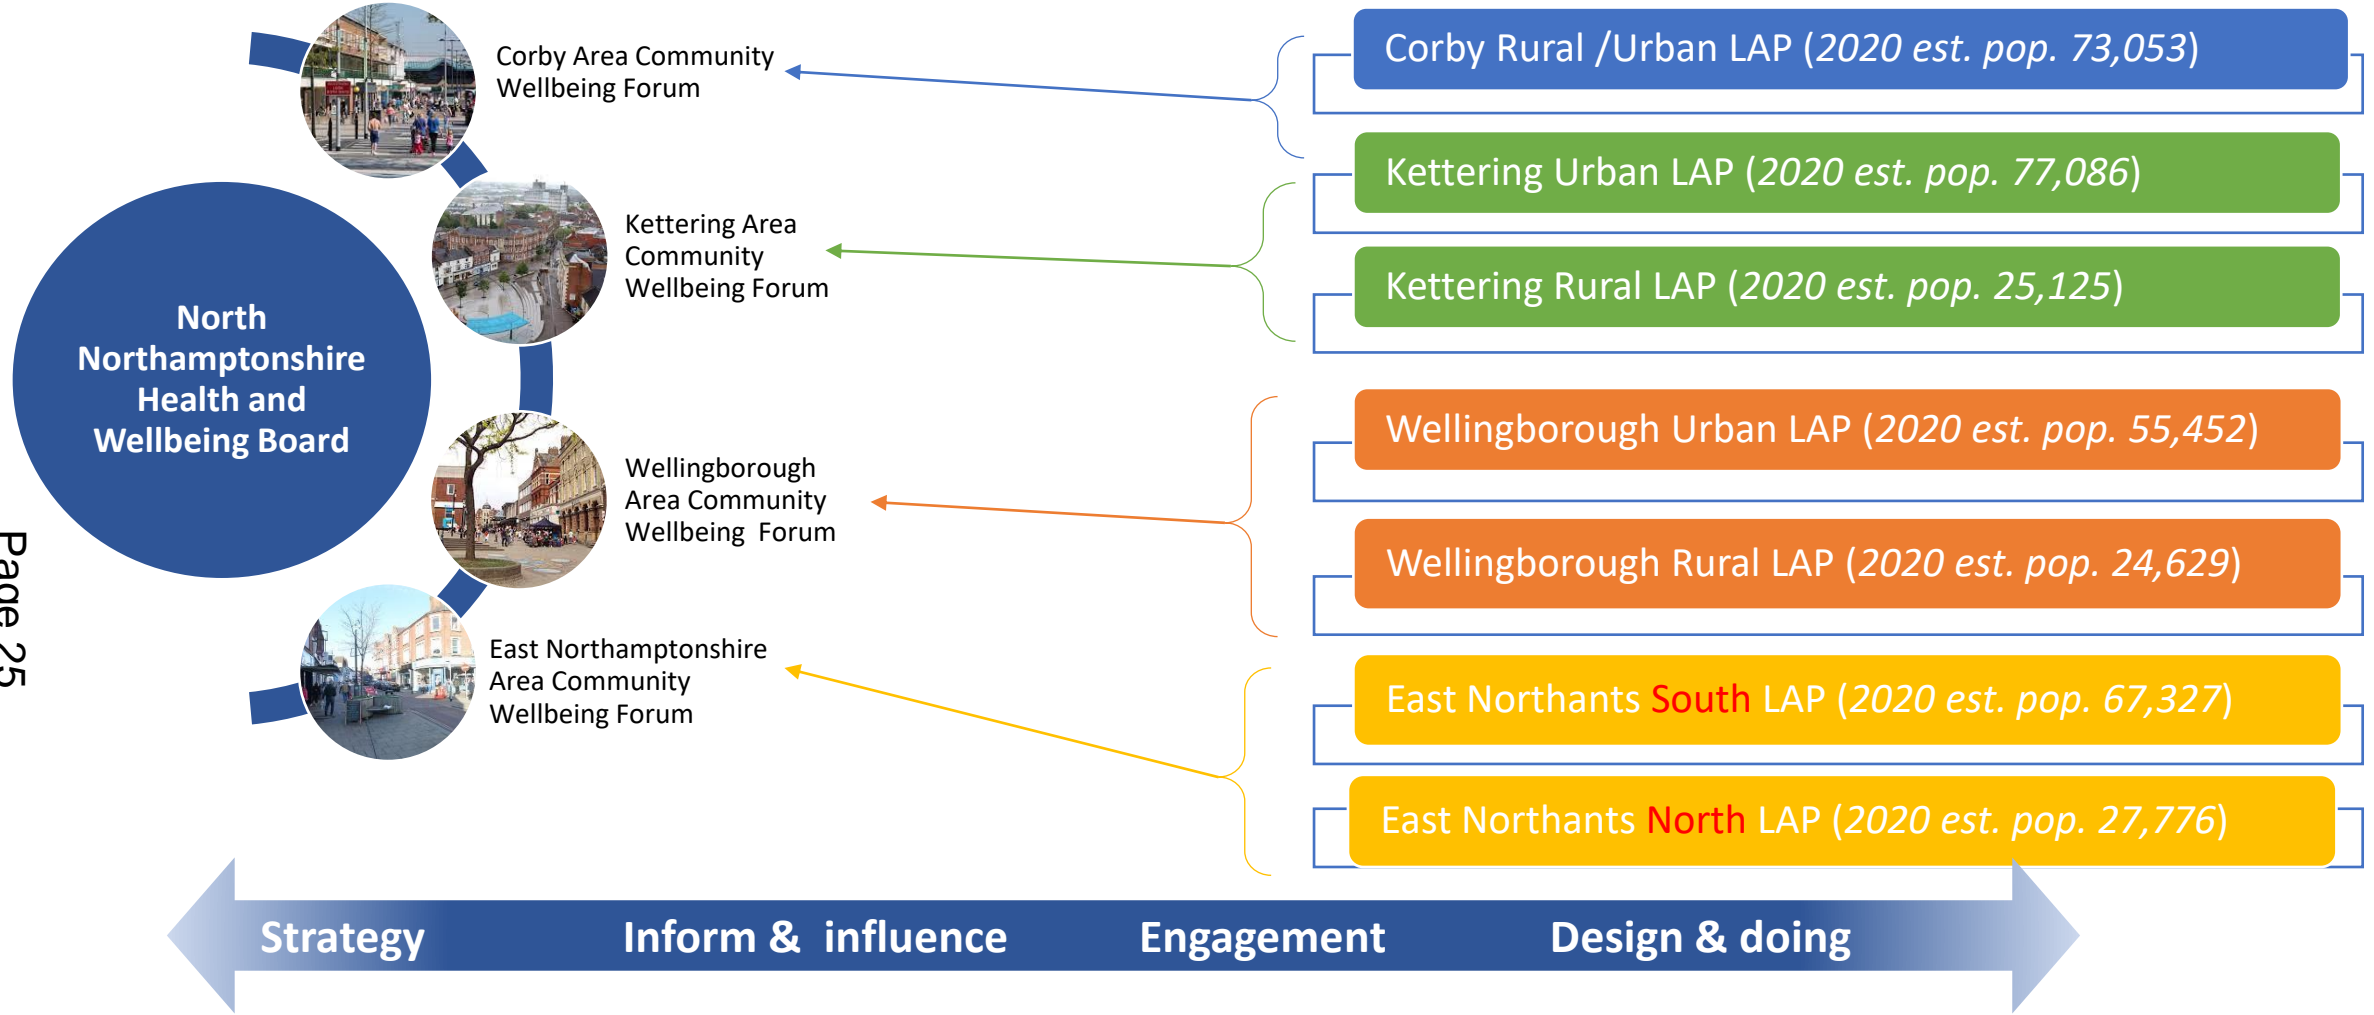 Corby Area Community
Wellbeing Forum
Kettering Area
Community
Wellbeing Forum
North
Northamptonshire
Health and
Wellbeing Board
Wellingborough
Area Community
Wellbeing Forum
East Northamptonshire
Area Community
Wellbeing Forum
Corby Rural /Urban LAP (2020 est. pop. 73,053)
Kettering Urban LAP (2020 est. pop. 77,086)
Kettering Rural LAP (2020 est. pop. 25,125)
Wellingborough Urban LAP (2020 est. pop. 55,452)
Wellingborough Rural LAP (2020 est. pop. 24,629)
East Northants South LAP (2020 est. pop. 67,327)
East Northants North LAP (2020 est. pop. 27,776)
Strategy Inform & influence Engagement Design & doing
Page 25